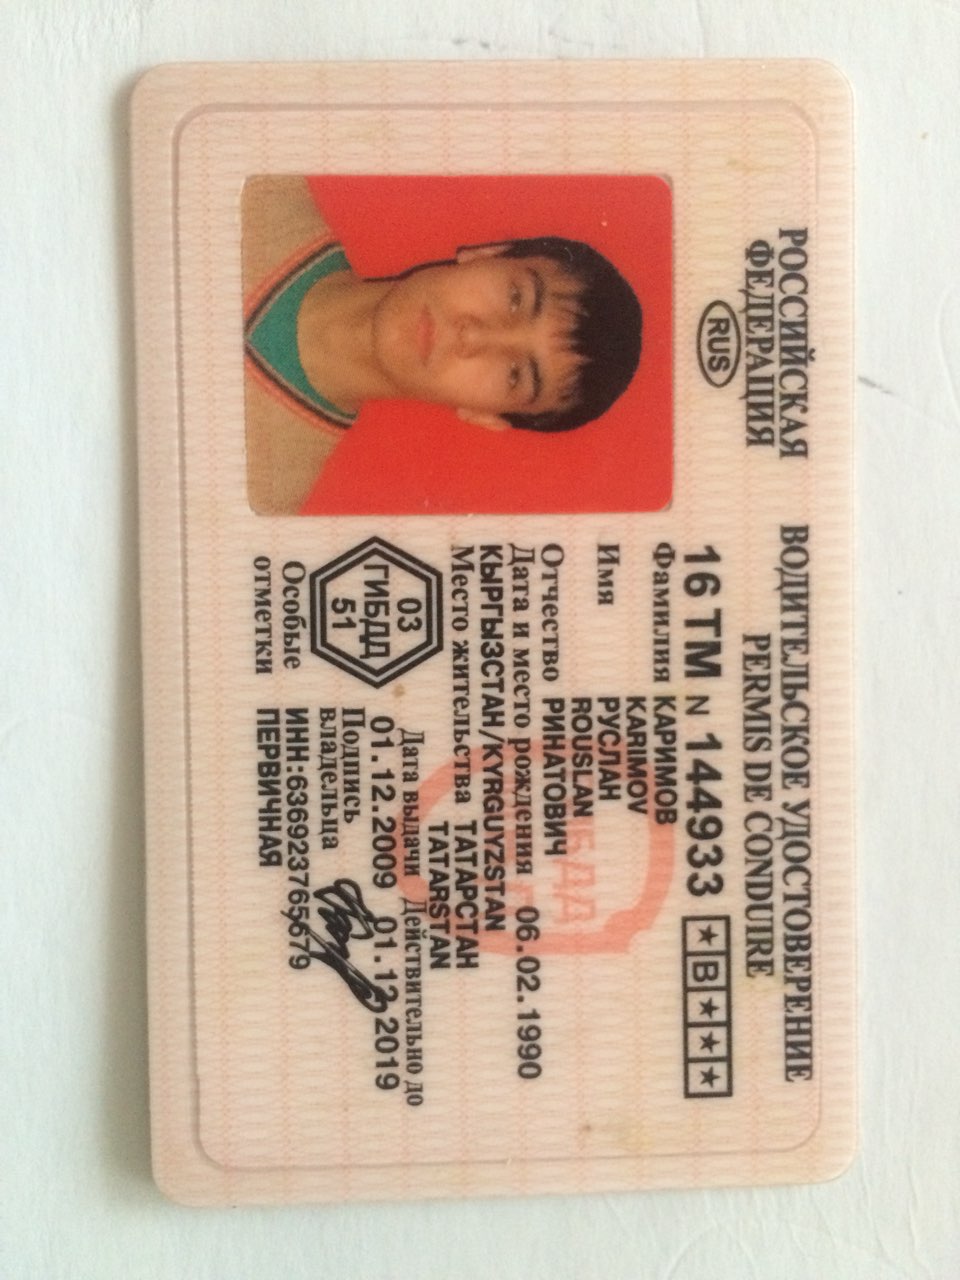 РОССИЙСКАЯ
ФЕДЕРАЦИЯ
RUS
ВОДИТЕЛЬСКОЕ УДОСТОВЕРЕНИЕ
PERMIS DE CONDUIRE
16 ТМ N 144933 ★ B ★ ★ ★
Фамилия КАРИМОВ
KARIMOV
Имя РУСЛАН
ROUSLAN
Отчество РИНАТОВИЧ
Дата и место рождения 06.02.1990
КЫРГЫЗСТАН/KYRGUYZSTAN
Место жительства ТАТАРСТАН
TATARSTAN
Дата выдачи Действительно до
01.12.2009 01.12.2019
03
ГИБДД
51
Подпись
владельца
Особые
отметки
ИНН:636923765679
ПЕРВИЧНАЯ